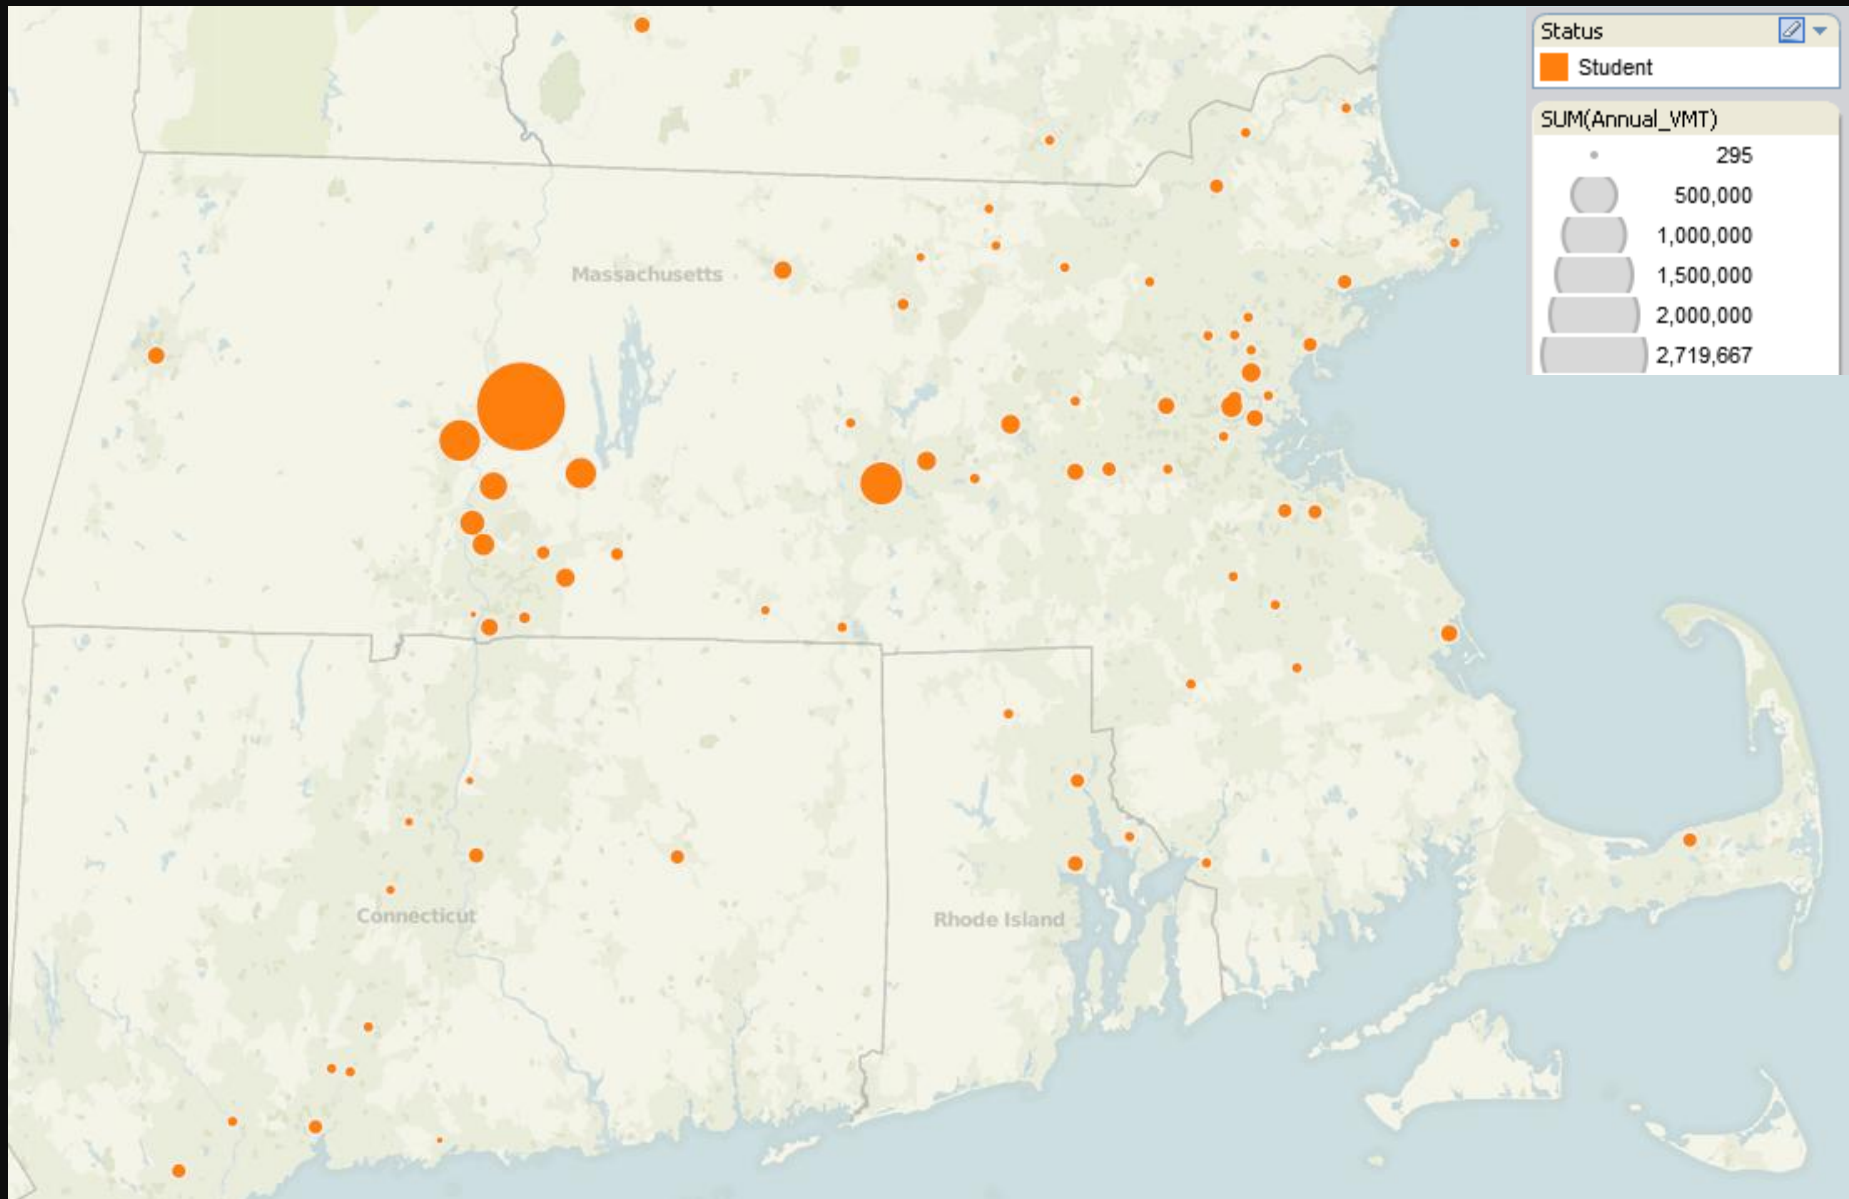 Status
Student
SUM(Annual_VMT)
295
500,000
1,000,000
1,500,000
2,000,000
2,719,667
Massachusetts
Connecticut
Rhode Island